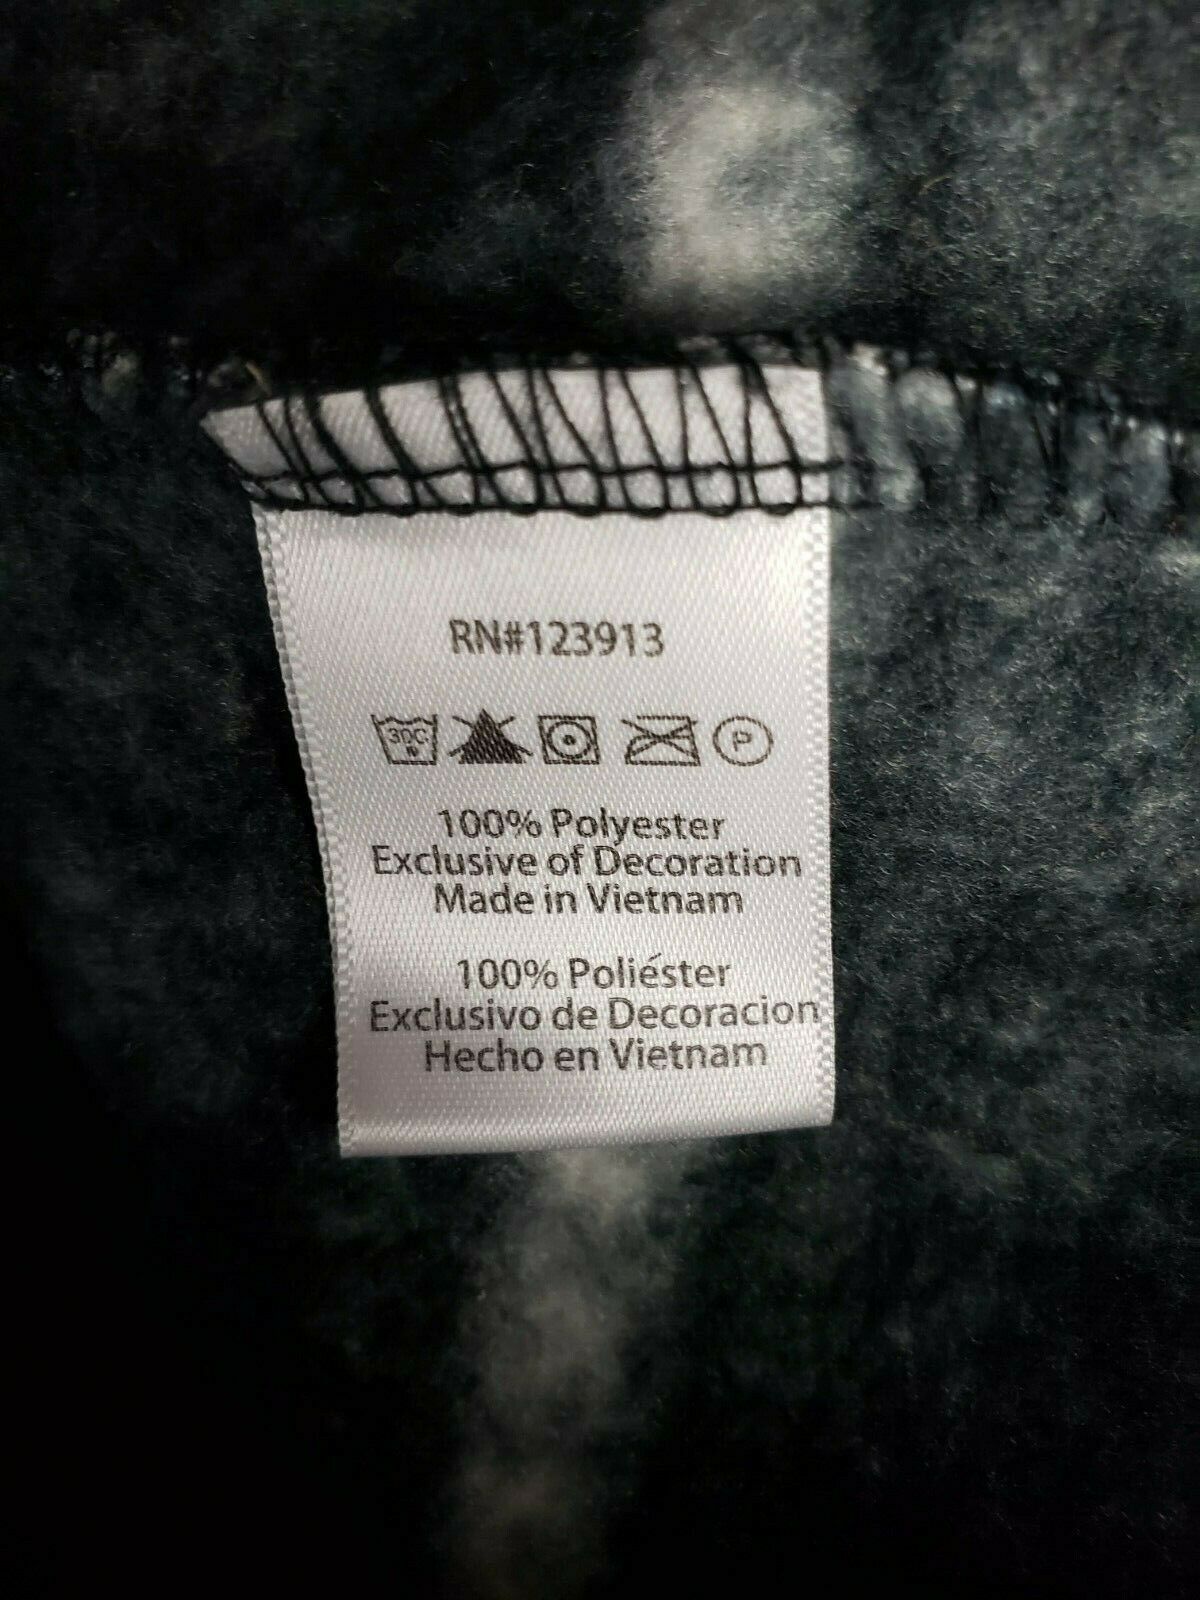 RN#123913
30C
P
100% Polyester
Exclusive of Decoration
Made in Vietnam
100% Poliéster
Exclusivo de Decoracion
Hecho en Vietnam